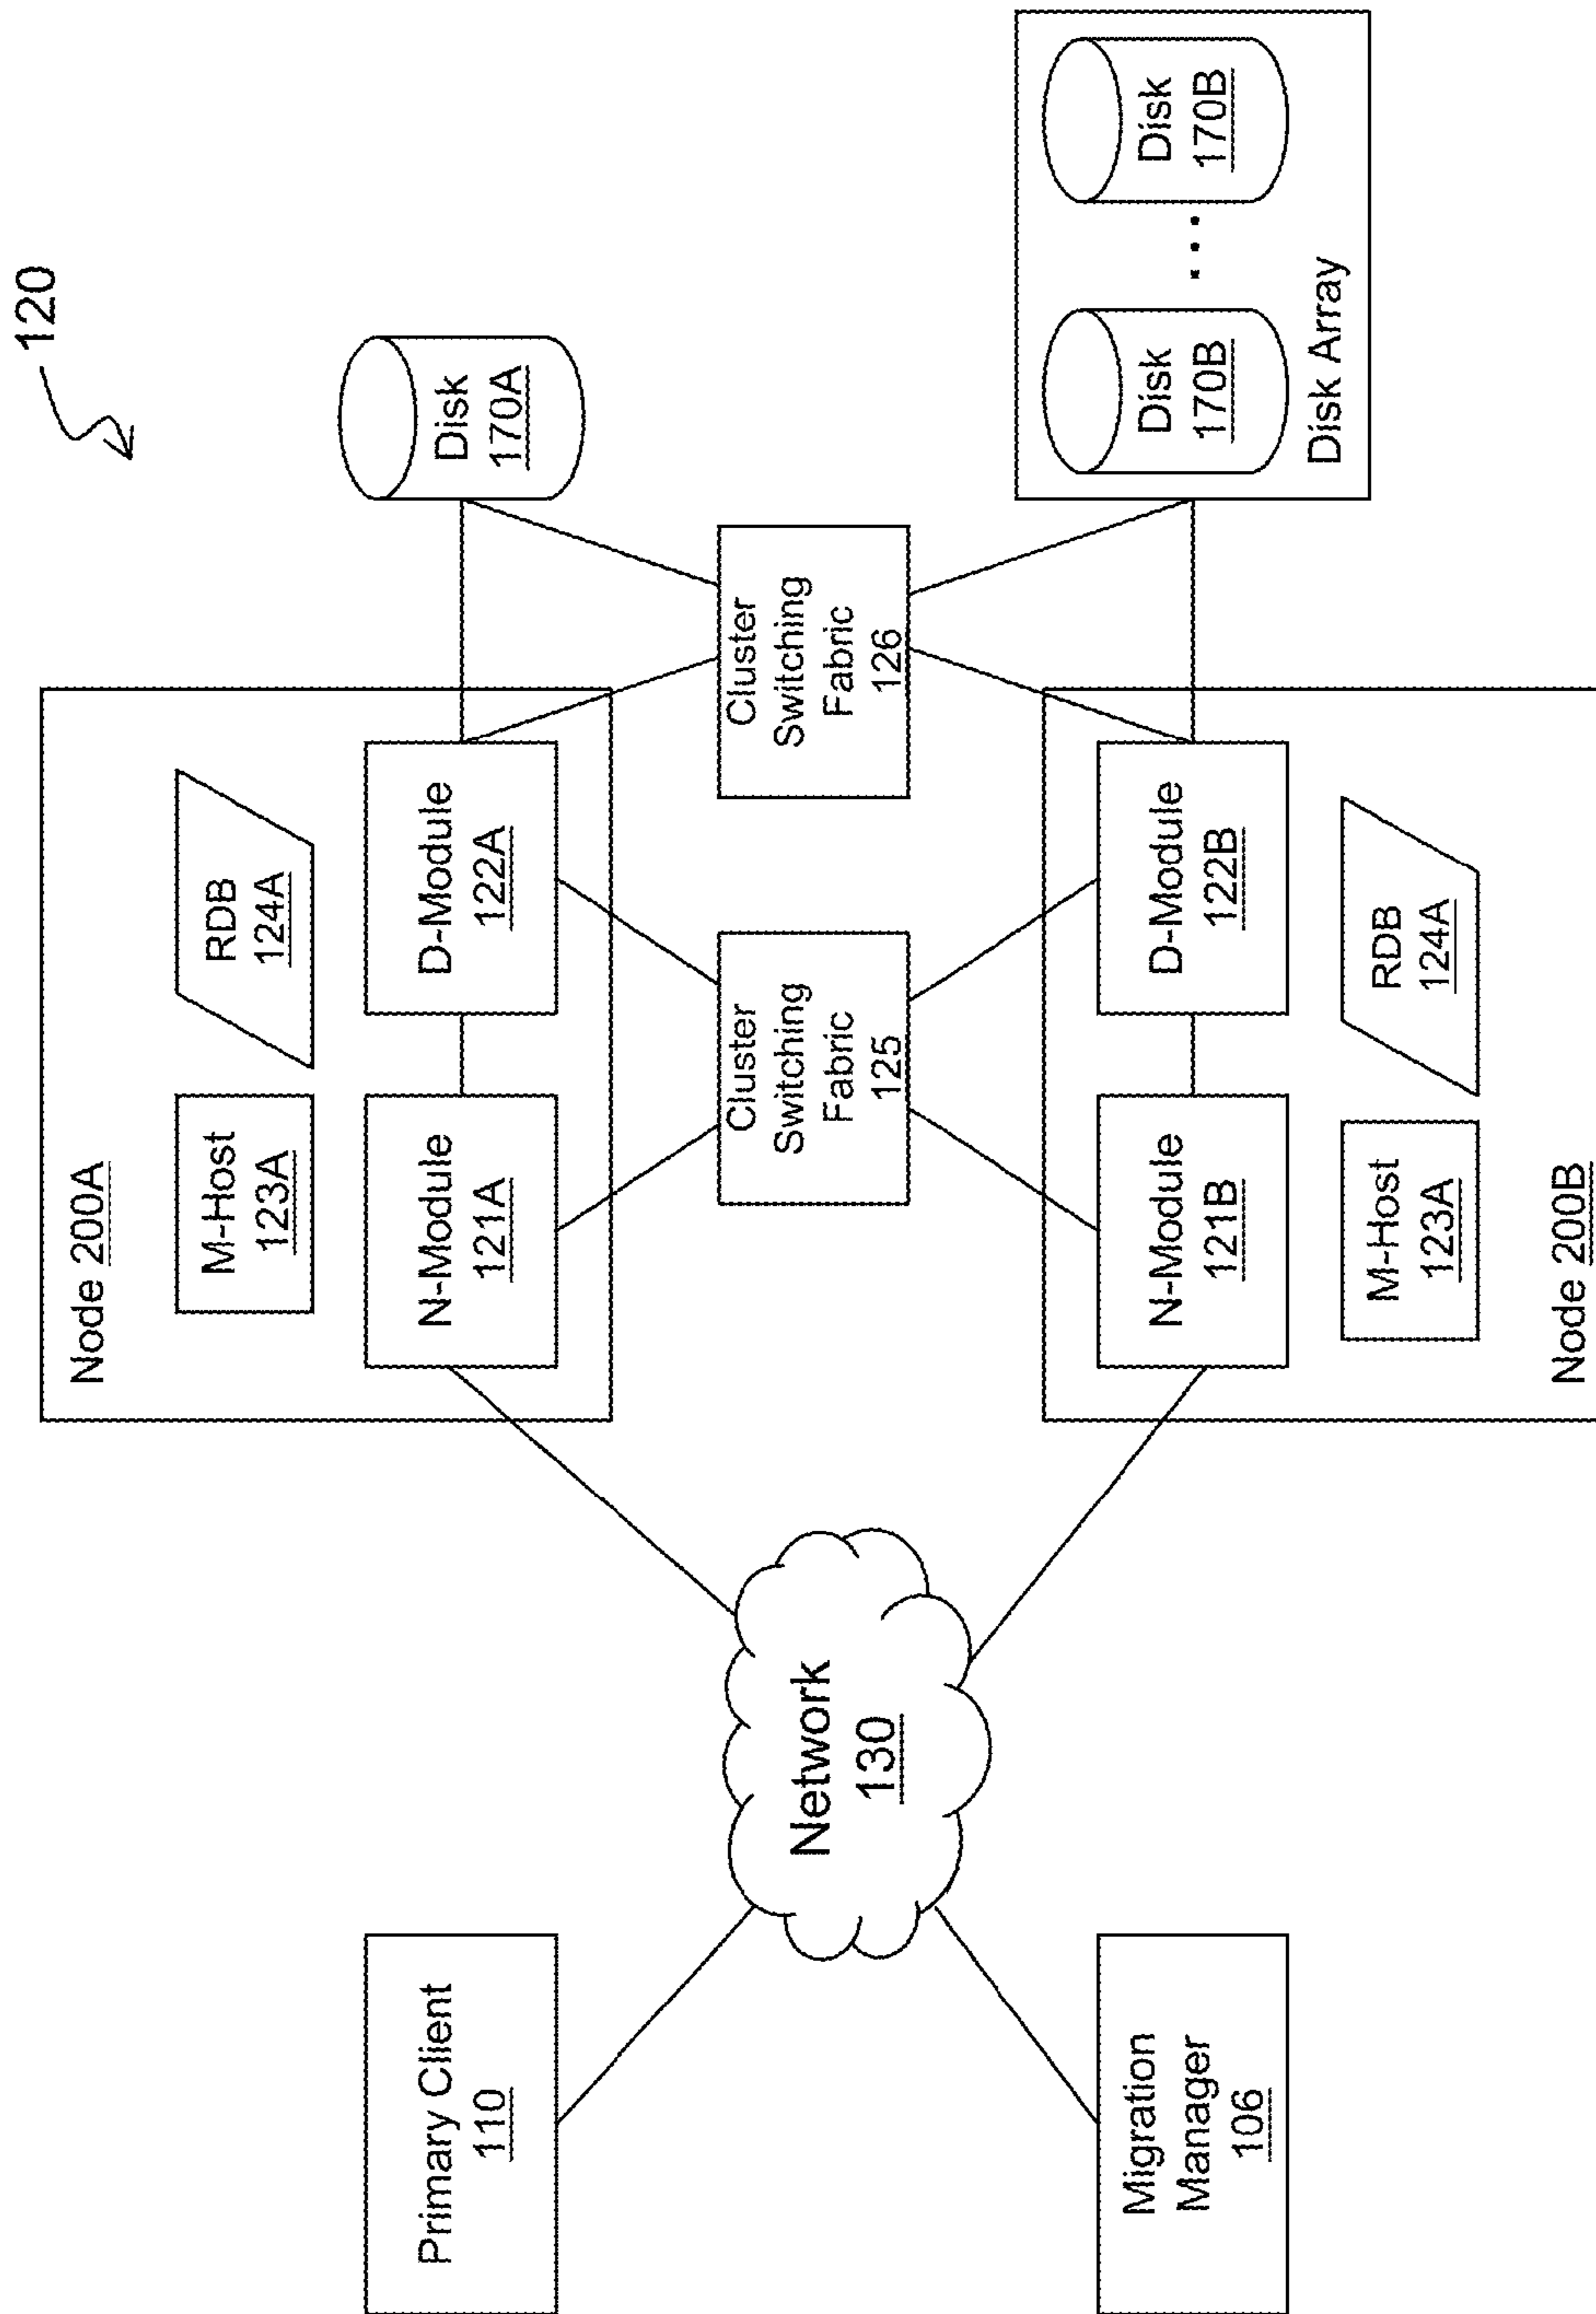 120
Node 200A
M-Host
123A
RDB
124A
N-Module
121A
D-Module
122A
Disk
170A
Primary Client
110
Network
130
Cluster
Switching
Fabric
125
Cluster
Switching
Fabric
126
Migration
Manager
106
N-Module
121B
D-Module
122B
M-Host
123A
RDB
124A
Node 200B
Disk
170B
...
Disk
170B
Disk Array